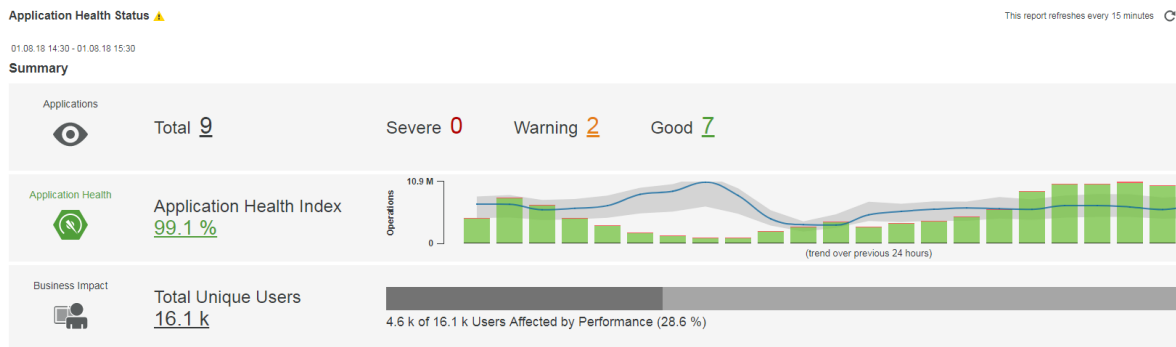 Application Health Status
This report refreshes every 15 minutes
01.08.18 14:30 - 01.08.18 15:30
Summary
Applications
Total 9
Severe 0
Warning 2
Good 7
Application Health
Application Health Index
99.1 %
Operations
10.9 M
0
(trend over previous 24 hours)
Business Impact
Total Unique Users
16.1 k
4.6 k of 16.1 k Users Affected by Performance (28.6 %)